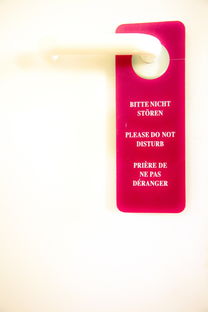 BITTE NICHT
STÖREN
PLEASE DO NOT
DISTURB
PRIÈRE DE
NE PAS
DÉRANGER